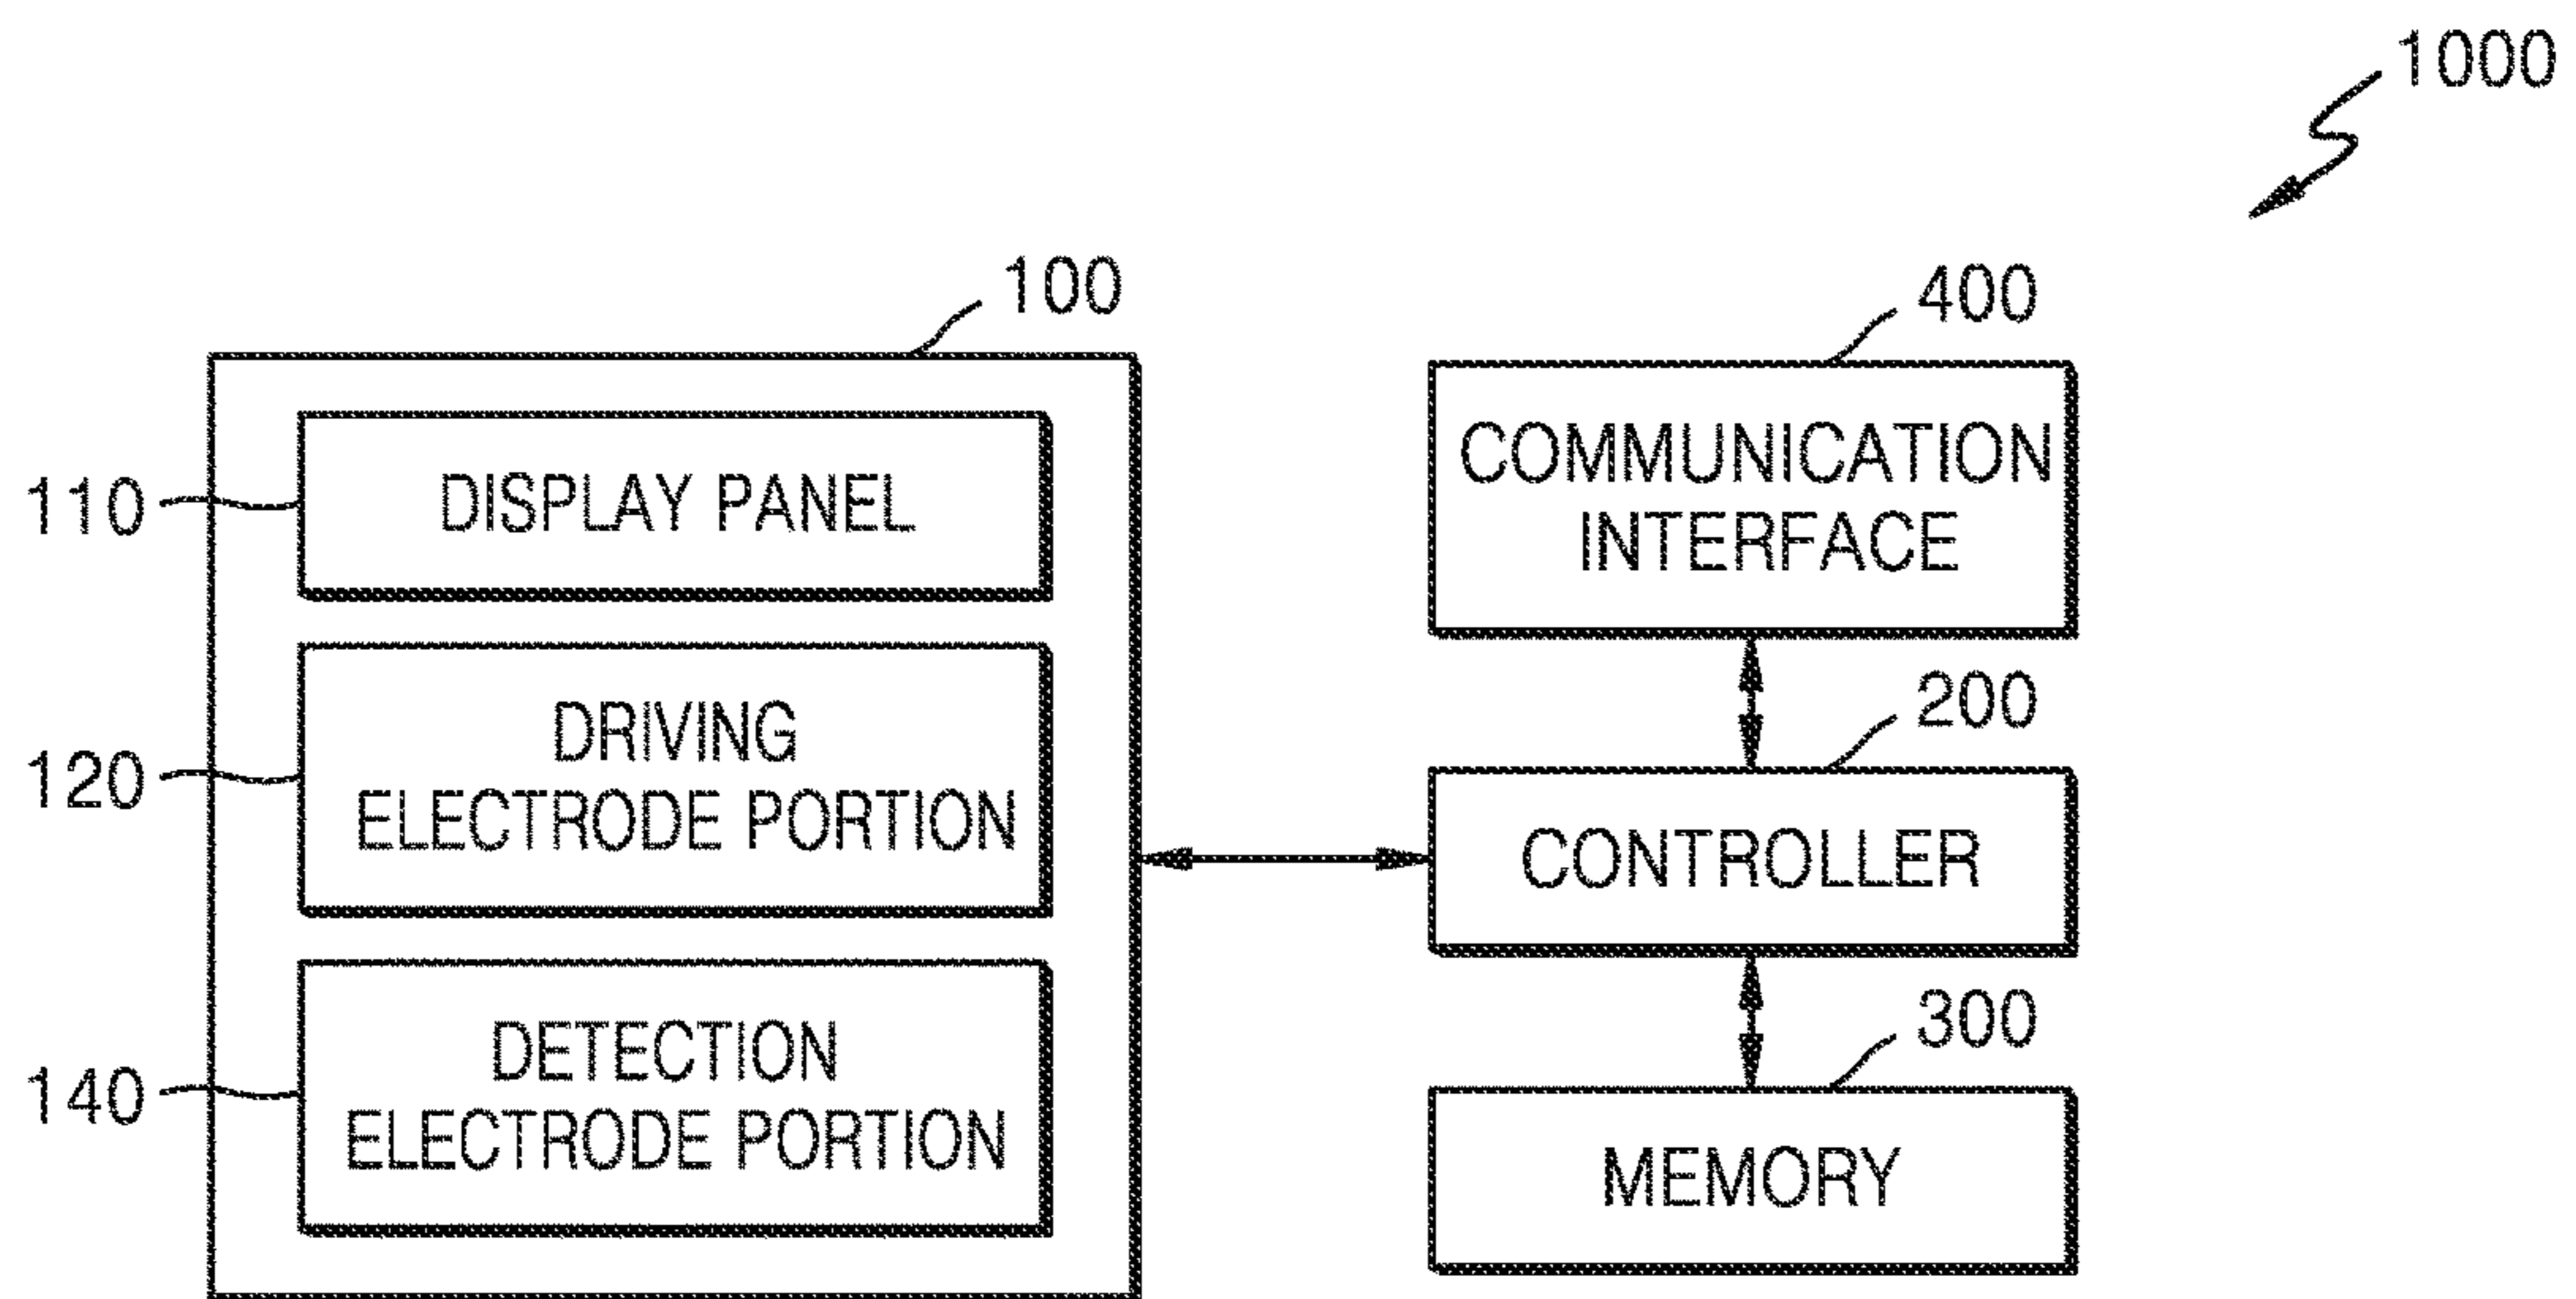 1000
100
110
DISPLAY PANEL
120
DRIVING
ELECTRODE PORTION
140
DETECTION
ELECTRODE PORTION
400
COMMUNICATION
INTERFACE
200
CONTROLLER
300
MEMORY